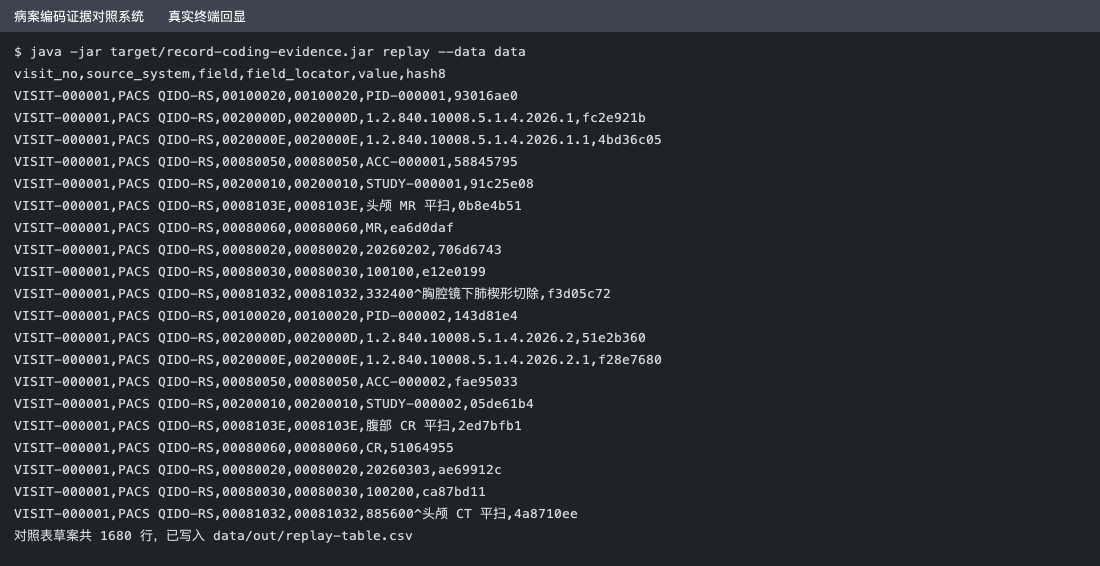 病案编码证据对照系统 真实终端回显
$ java -jar target/record-coding-evidence.jar replay --data data
visit_no,source_system,field,field_locator,value,hash8
VISIT-000001,PACS QIDO-RS,00100020,00100020,PID-000001,93016ae0
VISIT-000001,PACS QIDO-RS,0020000D,0020000D,1.2.840.10008.5.1.4.2026.1,fc2e921b
VISIT-000001,PACS QIDO-RS,0020000E,0020000E,1.2.840.10008.5.1.4.2026.1.1,4bd36c05
VISIT-000001,PACS QIDO-RS,00080050,00080050,ACC-000001,58845795
VISIT-000001,PACS QIDO-RS,00200010,00200010,STUDY-000001,91c25e08
VISIT-000001,PACS QIDO-RS,0008103E,0008103E,头颅 MR 平扫,0b8e4b51
VISIT-000001,PACS QIDO-RS,00080060,00080060,MR,ea6d0daf
VISIT-000001,PACS QIDO-RS,00080020,00080020,20260202,706d6743
VISIT-000001,PACS QIDO-RS,00080030,00080030,100100,e12e0199
VISIT-000001,PACS QIDO-RS,00081032,00081032,332400^胸腔镜下肺楔形切除,f3d05c72
VISIT-000001,PACS QIDO-RS,00100020,00100020,PID-000002,143d81e4
VISIT-000001,PACS QIDO-RS,0020000D,0020000D,1.2.840.10008.5.1.4.2026.2,51e2b360
VISIT-000001,PACS QIDO-RS,0020000E,0020000E,1.2.840.10008.5.1.4.2026.2.1,f28e7680
VISIT-000001,PACS QIDO-RS,00080050,00080050,ACC-000002,fae95033
VISIT-000001,PACS QIDO-RS,00200010,00200010,STUDY-000002,05de61b4
VISIT-000001,PACS QIDO-RS,0008103E,0008103E,腹部 CR 平扫,2ed7bfb1
VISIT-000001,PACS QIDO-RS,00080060,00080060,CR,51064955
VISIT-000001,PACS QIDO-RS,00080020,00080020,20260303,ae69912c
VISIT-000001,PACS QIDO-RS,00080030,00080030,100200,ca87bd11
VISIT-000001,PACS QIDO-RS,00081032,00081032,885600^头颅 CT 平扫,4a8710ee
对照表草案共 1680 行，已写入 data/out/replay-table.csv